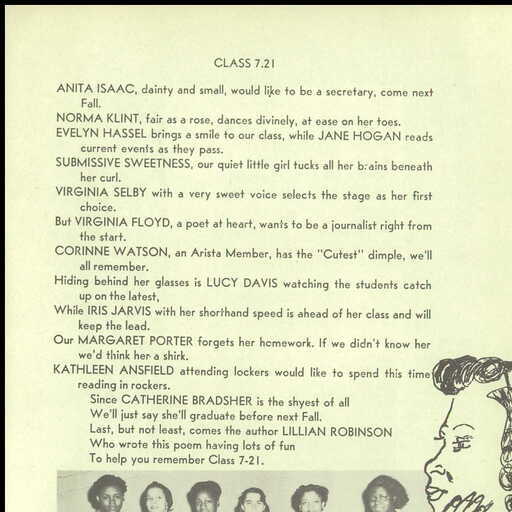 CLASS 7.21
ANITA ISAAC, dainty and small, would like to be a secretary, come next
Fall.
NORMA KLINT, fair as a rose, dances divinely, at ease on her toes.
EVELYN HASSEL brings a smile to our class, while JANE HOGAN reads
current events as they pass.
SUBMISSIVE SWEETNESS, our quiet little girl tucks all her brains beneath
her curl.
VIRGINIA SELBY with a very sweet voice selects the stage as her first
choice.
But VIRGINIA FLOYD, a poet at heart, wants to be a journalist right from
the start.
CORINNE WATSON, an Arista Member, has the "Cutest" dimple, we'll
all remember.
Hiding behind her glasses is LUCY DAVIS watching the students catch
up on the latest,
While IRIS JARVIS with her shorthand speed is ahead of her class and will
keep the lead.
Our MARGARET PORTER forgets her homework. If we didn't know her
we'd think her a shirk.
KATHLEEN ANSFIELD attending lockers would like to spend this time
reading in rockers.
Since CATHERINE BRADSHER is the shyest of all
We'll just say she'll graduate before next Fall.
Last, but not least, comes the author LILLIAN ROBINSON
Who wrote this poem having lots of fun
To help you remember Class 7-21.